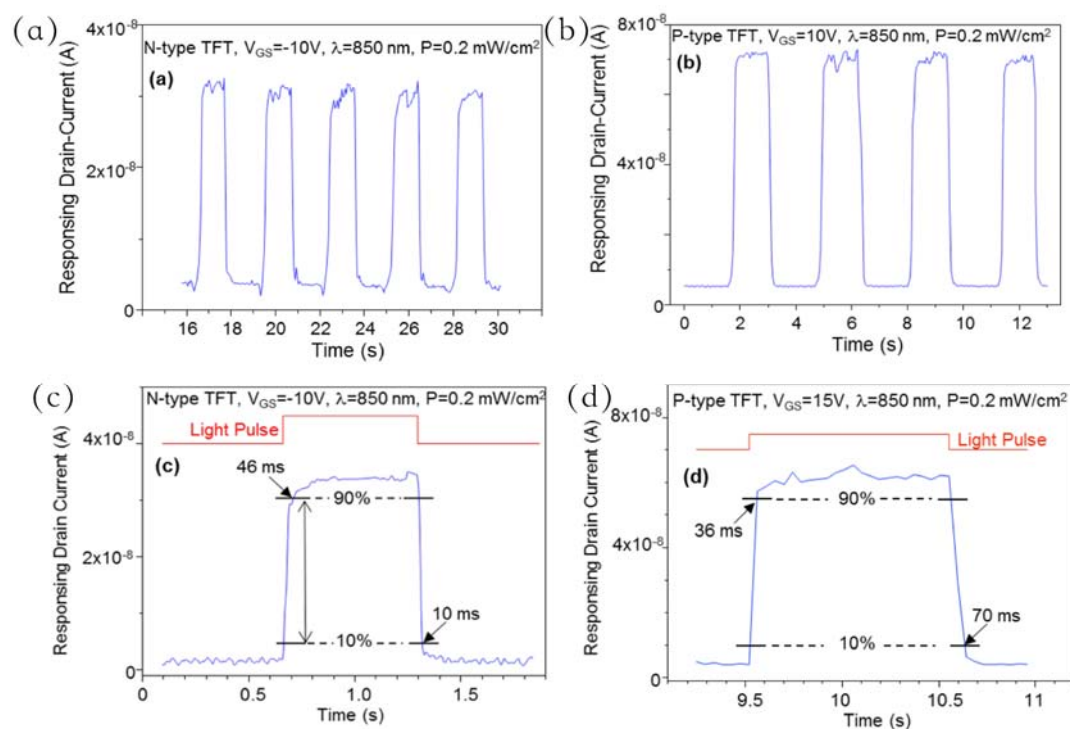 (a)
N-type TFT, V_GS=-10V, λ=850 nm, P=0.2 mW/cm²
(a)
Responsing Drain-Current (A)
4x10⁻⁸
2x10⁻⁸
0
16 18 20 22 24 26 28 30
Time (s)
(b)
P-type TFT, V_GS=10V, λ=850 nm, P=0.2 mW/cm²
(b)
Responsing Drain-Current (A)
8x10⁻⁸
4x10⁻⁸
0
0 2 4 6 8 10 12
Time (s)
(c)
N-type TFT, V_GS=-10V, λ=850 nm, P=0.2 mW/cm²
Light Pulse
(c)
46 ms
90%
10 ms
10%
Responsing Drain Current (A)
4x10⁻⁸
2x10⁻⁸
0
0.0 0.5 1.0 1.5
Time (s)
(d)
P-type TFT, V_GS=15V, λ=850 nm, P=0.2 mW/cm²
Light Pulse
(d)
90%
36 ms
70 ms
10%
Responsing Drain Current (A)
8x10⁻⁸
4x10⁻⁸
0
9.5 10 10.5 11
Time (s)